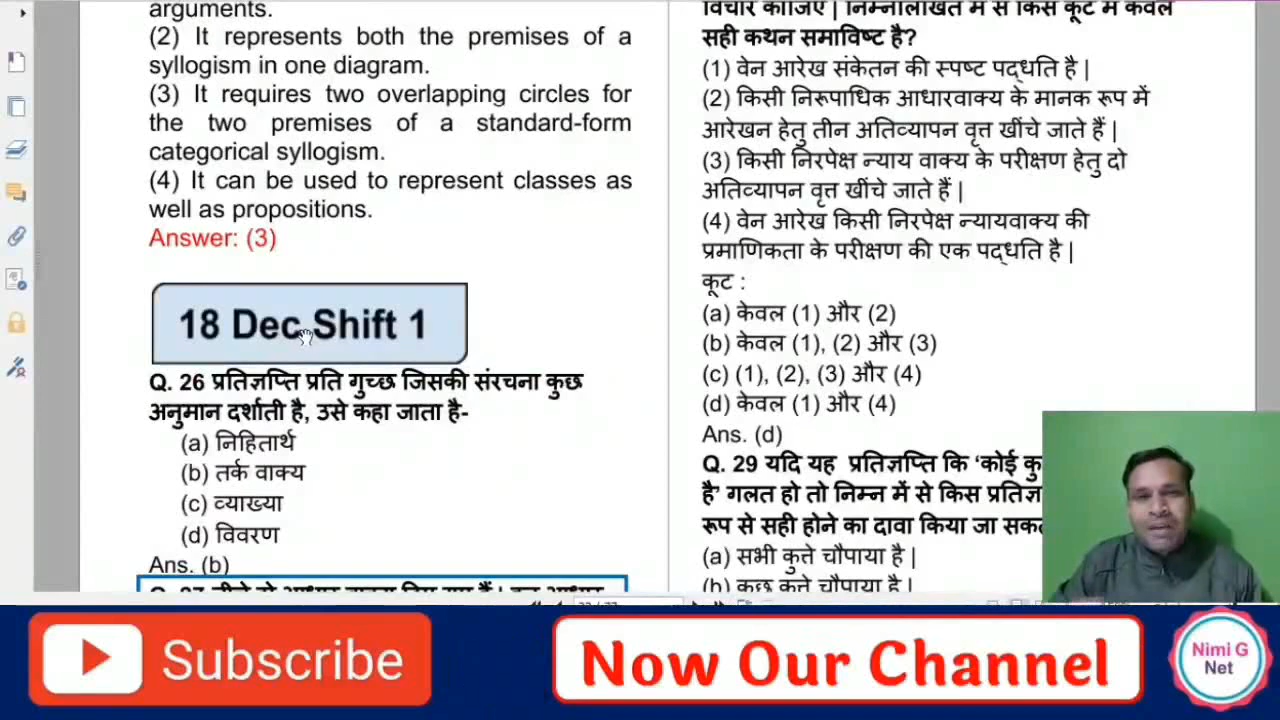 arguments.
(2) It represents both the premises of a
syllogism in one diagram.
(3) It requires two overlapping circles for
the two premises of a standard-form
categorical syllogism.
(4) It can be used to represent classes as
well as propositions.
Answer: (3)
18 Dec Shift 1
Q. 26 प्रतिज्ञप्ति प्रति गुच्छ जिसकी संरचना कुछ
अनुमान दर्शाती है, उसे कहा जाता है-
(a) निहितार्थ
(b) तर्क वाक्य
(c) व्याख्या
(d) विवरण
Ans. (b)
विचार कीजिए | निम्नलिखित में से किस कूट में केवल
सही कथन समाविष्ट है?
(1) वेन आरेख संकेतन की स्पष्ट पद्धति है |
(2) किसी निरूपाधिक आधारवाक्य के मानक रूप में
आरेखन हेतु तीन अतिव्यापन वृत्त खींचे जाते हैं |
(3) किसी निरपेक्ष न्याय वाक्य के परीक्षण हेतु दो
अतिव्यापन वृत्त खींचे जाते हैं |
(4) वेन आरेख किसी निरपेक्ष न्यायवाक्य की
प्रमाणिकता के परीक्षण की एक पद्धति है |
कूट :
(a) केवल (1) और (2)
(b) केवल (1), (2) और (3)
(c) (1), (2), (3) और (4)
(d) केवल (1) और (4)
Ans. (d)
Q. 29 यदि यह प्रतिज्ञप्ति कि ‘कोई
है’ गलत हो तो निम्न में से किस
रूप से सही होने का दावा किया जा
(a) सभी कुत्ते चौपाया है |
(b) कुछ कुत्ते चौपाया है |
Subscribe
Now Our Channel
Nimi G
Net